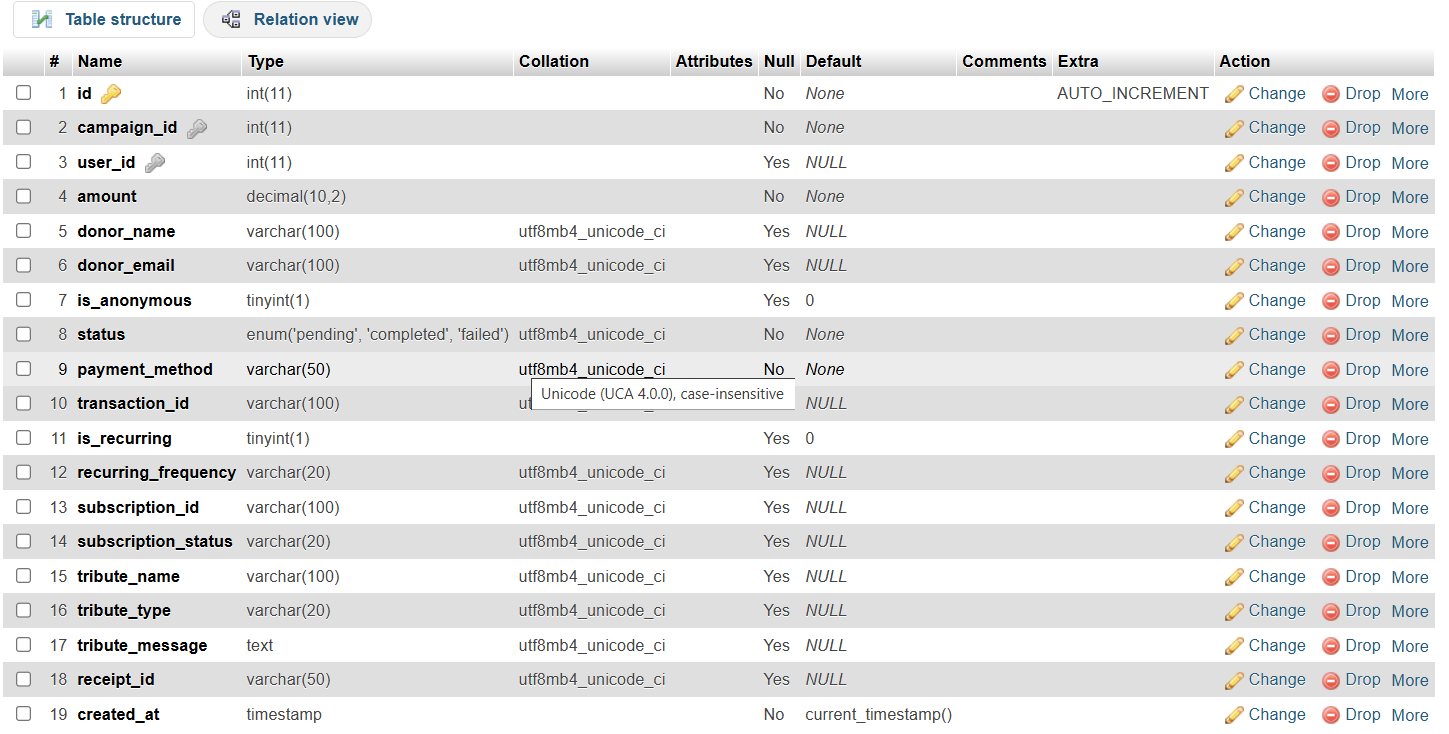 Table structure Relation view
# Name Type Collation Attributes Null Default Comments Extra Action
1 id int(11) No None AUTO_INCREMENT Change Drop More
2 campaign_id int(11) No None Change Drop More
3 user_id int(11) Yes NULL Change Drop More
4 amount decimal(10,2) No None Change Drop More
5 donor_name varchar(100) utf8mb4_unicode_ci Yes NULL Change Drop More
6 donor_email varchar(100) utf8mb4_unicode_ci Yes NULL Change Drop More
7 is_anonymous tinyint(1) Yes 0 Change Drop More
8 status enum('pending', 'completed', 'failed') utf8mb4_unicode_ci No None Change Drop More
9 payment_method varchar(50) utf8mb4_unicode_ci No None Change Drop More
Unicode (UCA 4.0.0), case-insensitive
10 transaction_id varchar(100) NULL Change Drop More
11 is_recurring tinyint(1) Yes 0 Change Drop More
12 recurring_frequency varchar(20) utf8mb4_unicode_ci Yes NULL Change Drop More
13 subscription_id varchar(100) utf8mb4_unicode_ci Yes NULL Change Drop More
14 subscription_status varchar(20) utf8mb4_unicode_ci Yes NULL Change Drop More
15 tribute_name varchar(100) utf8mb4_unicode_ci Yes NULL Change Drop More
16 tribute_type varchar(20) utf8mb4_unicode_ci Yes NULL Change Drop More
17 tribute_message text utf8mb4_unicode_ci Yes NULL Change Drop More
18 receipt_id varchar(50) utf8mb4_unicode_ci Yes NULL Change Drop More
19 created_at timestamp No current_timestamp() Change Drop More